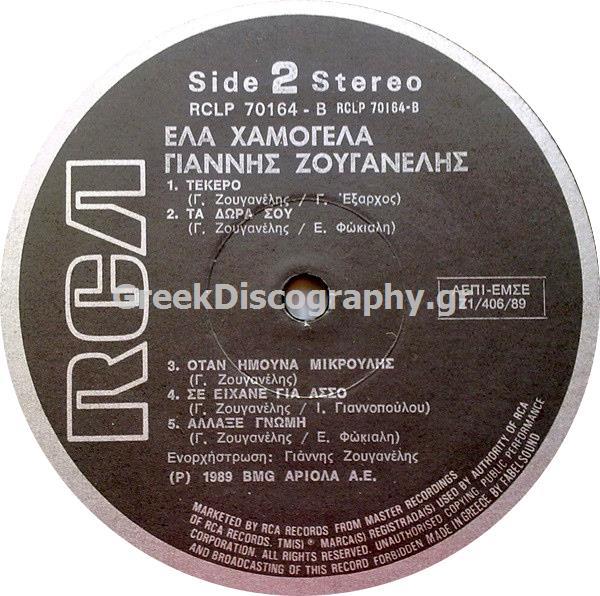 Side 2 Stereo
RCLP 70164 - B RCLP 70164-B
ΕΛΑ ΧΑΜΟΓΕΛΑ
ΓΙΑΝΝΗΣ ΖΟΥΓΑΝΕΛΗΣ
1. ΤΕΚΕΡΟ
(Γ. Ζουγανέλης / Γ. Έξαρχος)
2. ΤΑ ΔΩΡΑ ΣΟΥ
(Γ. Ζουγανέλης / Ε. Φώκιαλη)
RCA
GreekDiscography.gr
ΑΕΠΙ-ΕΜΣΕ
Σ1/406/89
3. ΟΤΑΝ ΗΜΟΥΝΑ ΜΙΚΡΟΥΛΗΣ
(Γ. Ζουγανέλης)
4. ΣΕ ΕΙΧΑΝΕ ΓΙΑ ΑΣΣΟ
(Γ. Ζουγανέλης / Ι. Γιαννοπούλου)
5. ΑΛΛΑΞΕ ΓΝΩΜΗ
(Γ. Ζουγανέλης / Ε. Φώκιαλη)
Ενορχήστρωση: Γιάννης Ζουγανέλης
(P) 1989 BMG ΑΡΙΟΛΑ Α.Ε.
MARKETED BY RCA RECORDS FROM MASTER RECORDINGS
OF RCA RECORDS. TM(S) ® MARCA(S) REGISTRADA(S) USED BY AUTHORITY OF RCA
CORPORATION. ALL RIGHTS RESERVED. UNAUTHORISED COPYING PUBLIC PERFORMANCE
AND BROADCASTING OF THIS RECORD FORBIDDEN MADE IN GREECE BY FABELSOUND